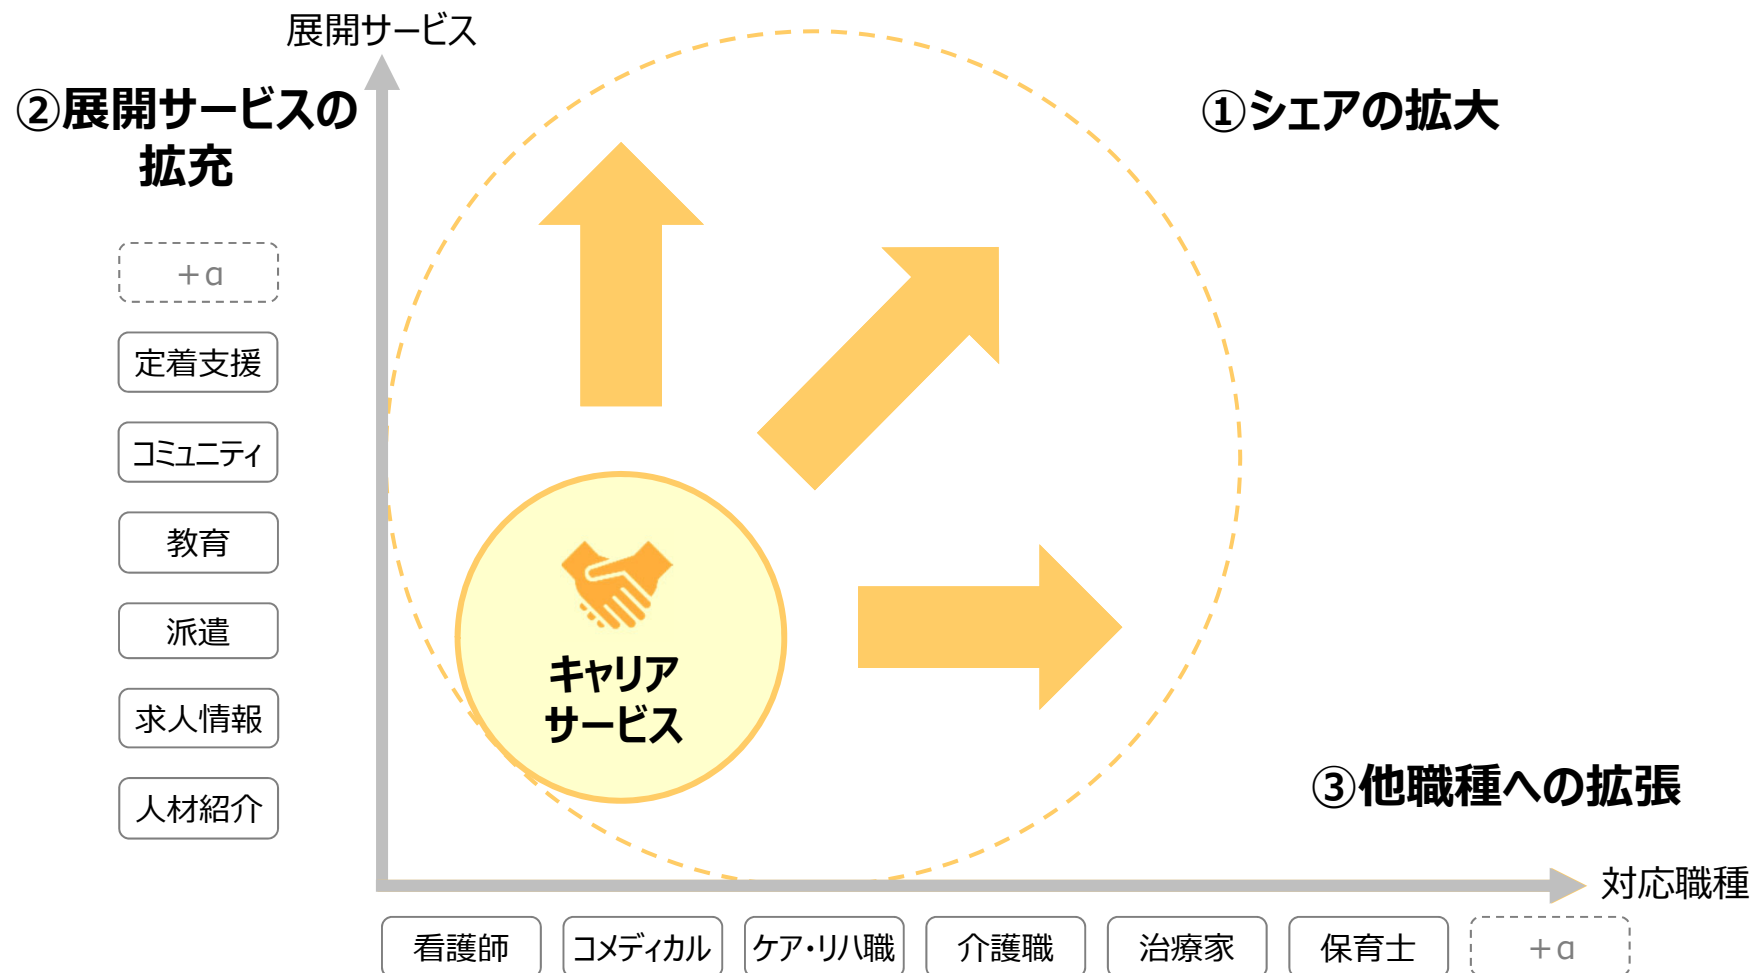 展開サービス
②展開サービスの
拡充
①シェアの拡大
+α
定着支援
コミュニティ
教育
派遣
求人情報
人材紹介
キャリア
サービス
③他職種への拡張
対応職種
看護師
コメディカル
ケア・リハ職
介護職
治療家
保育士
+α